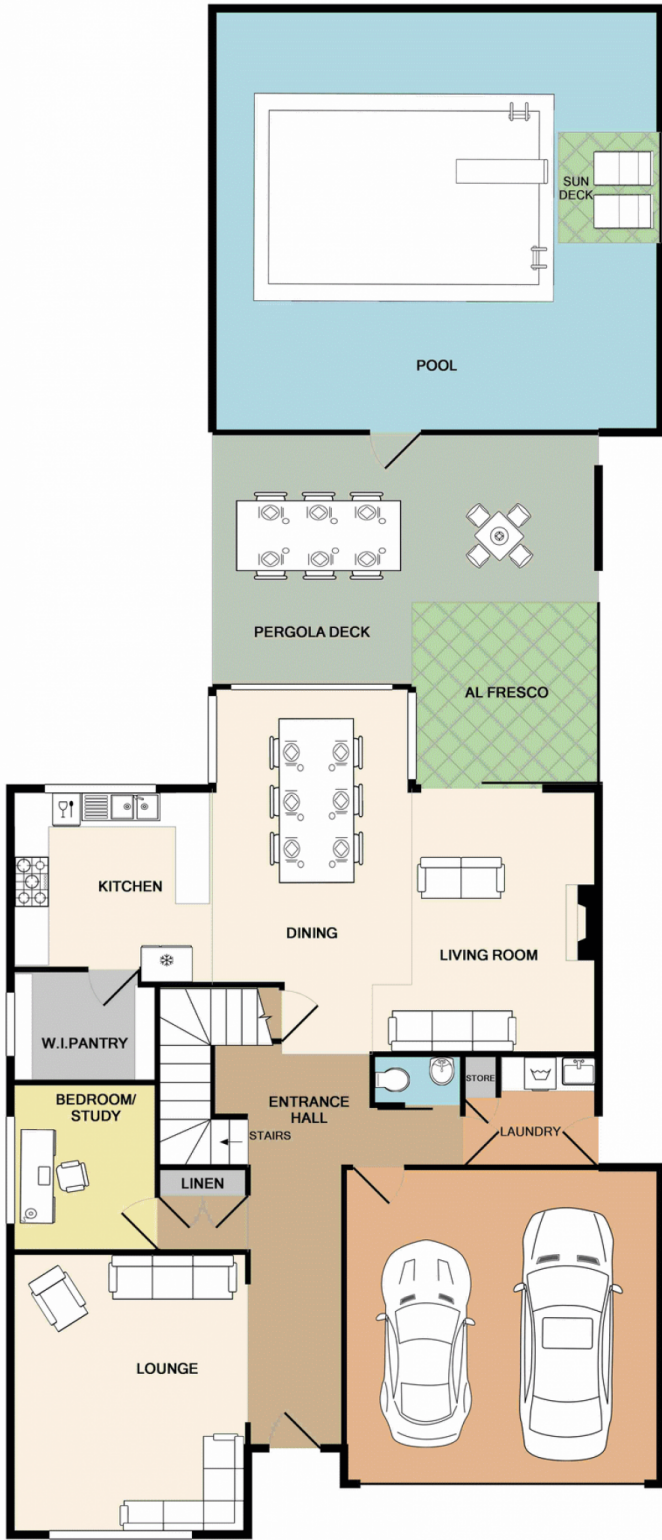 SUN
DECK
POOL
PERGOLA DECK
AL FRESCO
KITCHEN
DINING
LIVING ROOM
W.I.PANTRY
BEDROOM/
STUDY
ENTRANCE
HALL
STORE
STAIRS
LAUNDRY
LINEN
LOUNGE